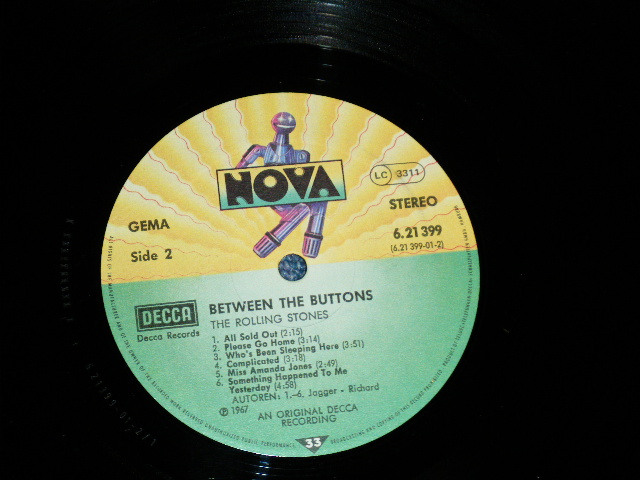 NOVA
LC 3311
GEMA
STEREO
Side 2
6.21 399
(6.21 399-01-2)
DECCA
Decca Records
BETWEEN THE BUTTONS
THE ROLLING STONES
1. All Sold Out (2:15)
2. Please Go Home (3:14)
3. Who's Been Sleeping Here (3:51)
4. Complicated (3:18)
5. Miss Amanda Jones (2:49)
6. Something Happened To Me
Yesterday (4:58)
AUTOREN: 1.-6. Jagger - Richard
℗ 1967
AN ORIGINAL DECCA
RECORDING
33